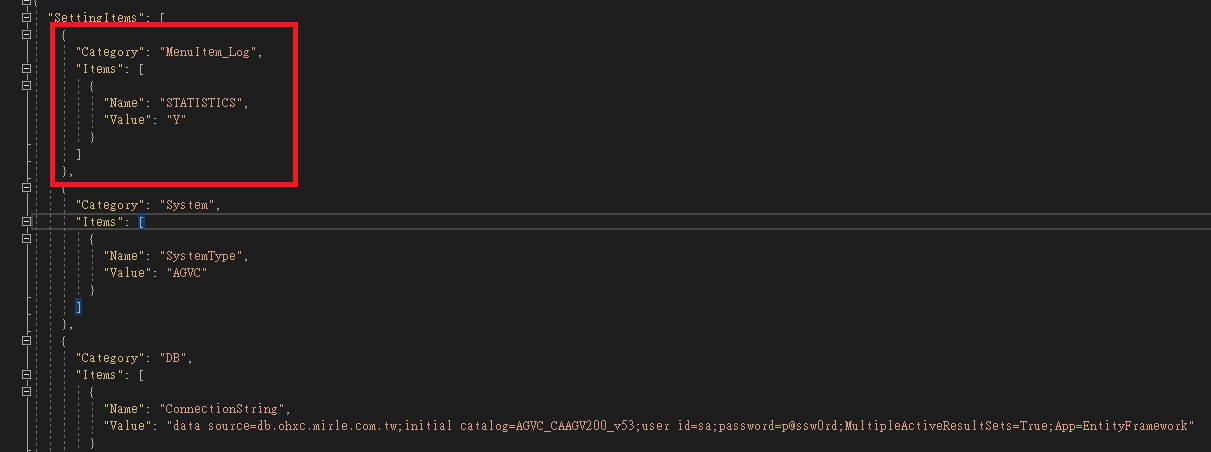 {
"SettingItems": [
{
"Category": "MenuItem_Log",
"Items": [
{
"Name": "STATISTICS",
"Value": "Y"
}
]
},
{
"Category": "System",
"Items": [
{
"Name": "SystemType",
"Value": "AGVC"
}
]
},
{
"Category": "DB",
"Items": [
{
"Name": "ConnectionString",
"Value": "data source=db.ohxc.mirle.com.tw;initial catalog=AGVC_CAAGV200_v53;user id=sa;password=p@ssw0rd;MultipleActiveResultSets=True;App=EntityFramework"
}